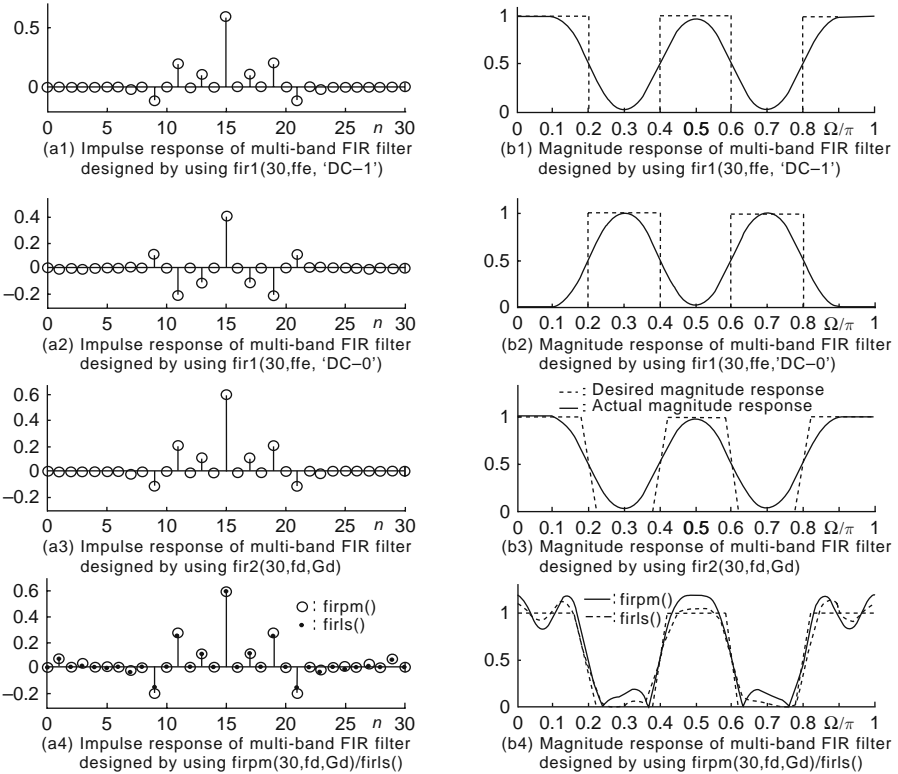 0.5
0
0 5 10 15 20 25 n 30
(a1) Impulse response of multi-band FIR filter
designed by using fir1(30,ffe, ‘DC–1’)
1
0.5
0
0 0.1 0.2 0.3 0.4 0.5 0.6 0.7 0.8 Ω/π 1
(b1) Magnitude response of multi-band FIR filter
designed by using fir1(30,ffe, ‘DC–1’)
0.4
0.2
0
–0.2
0 5 10 15 20 25 n 30
(a2) Impulse response of multi-band FIR filter
designed by using fir1(30,ffe, ‘DC–0’)
1
0.5
0
0 0.1 0.2 0.3 0.4 0.5 0.6 0.7 0.8 Ω/π 1
(b2) Magnitude response of multi-band FIR filter
designed by using fir1(30,ffe,’DC–0’)
0.6
0.4
0.2
0
–0.2
0 5 10 15 20 25 n 30
(a3) Impulse response of multi-band FIR filter
designed by using fir2(30,fd,Gd)
: Desired magnitude response
: Actual magnitude response
1
0.5
0
0 0.1 0.2 0.3 0.4 0.5 0.6 0.7 0.8 Ω/π 1
(b3) Magnitude response of multi-band FIR filter
designed by using fir2(30,fd,Gd)
0.6
0.4
0.2
0
–0.2
: firpm()
: firls()
0 5 10 15 20 25 n 30
(a4) Impulse response of multi-band FIR filter
designed by using firpm(30,fd,Gd)/firls()
: firpm()
: firls()
1
0.5
0
0 0.1 0.2 0.3 0.4 0.5 0.6 0.7 0.8 Ω/π 1
(b4) Magnitude response of multi-band FIR filter
designed by using firpm(30,fd,Gd)/firls()